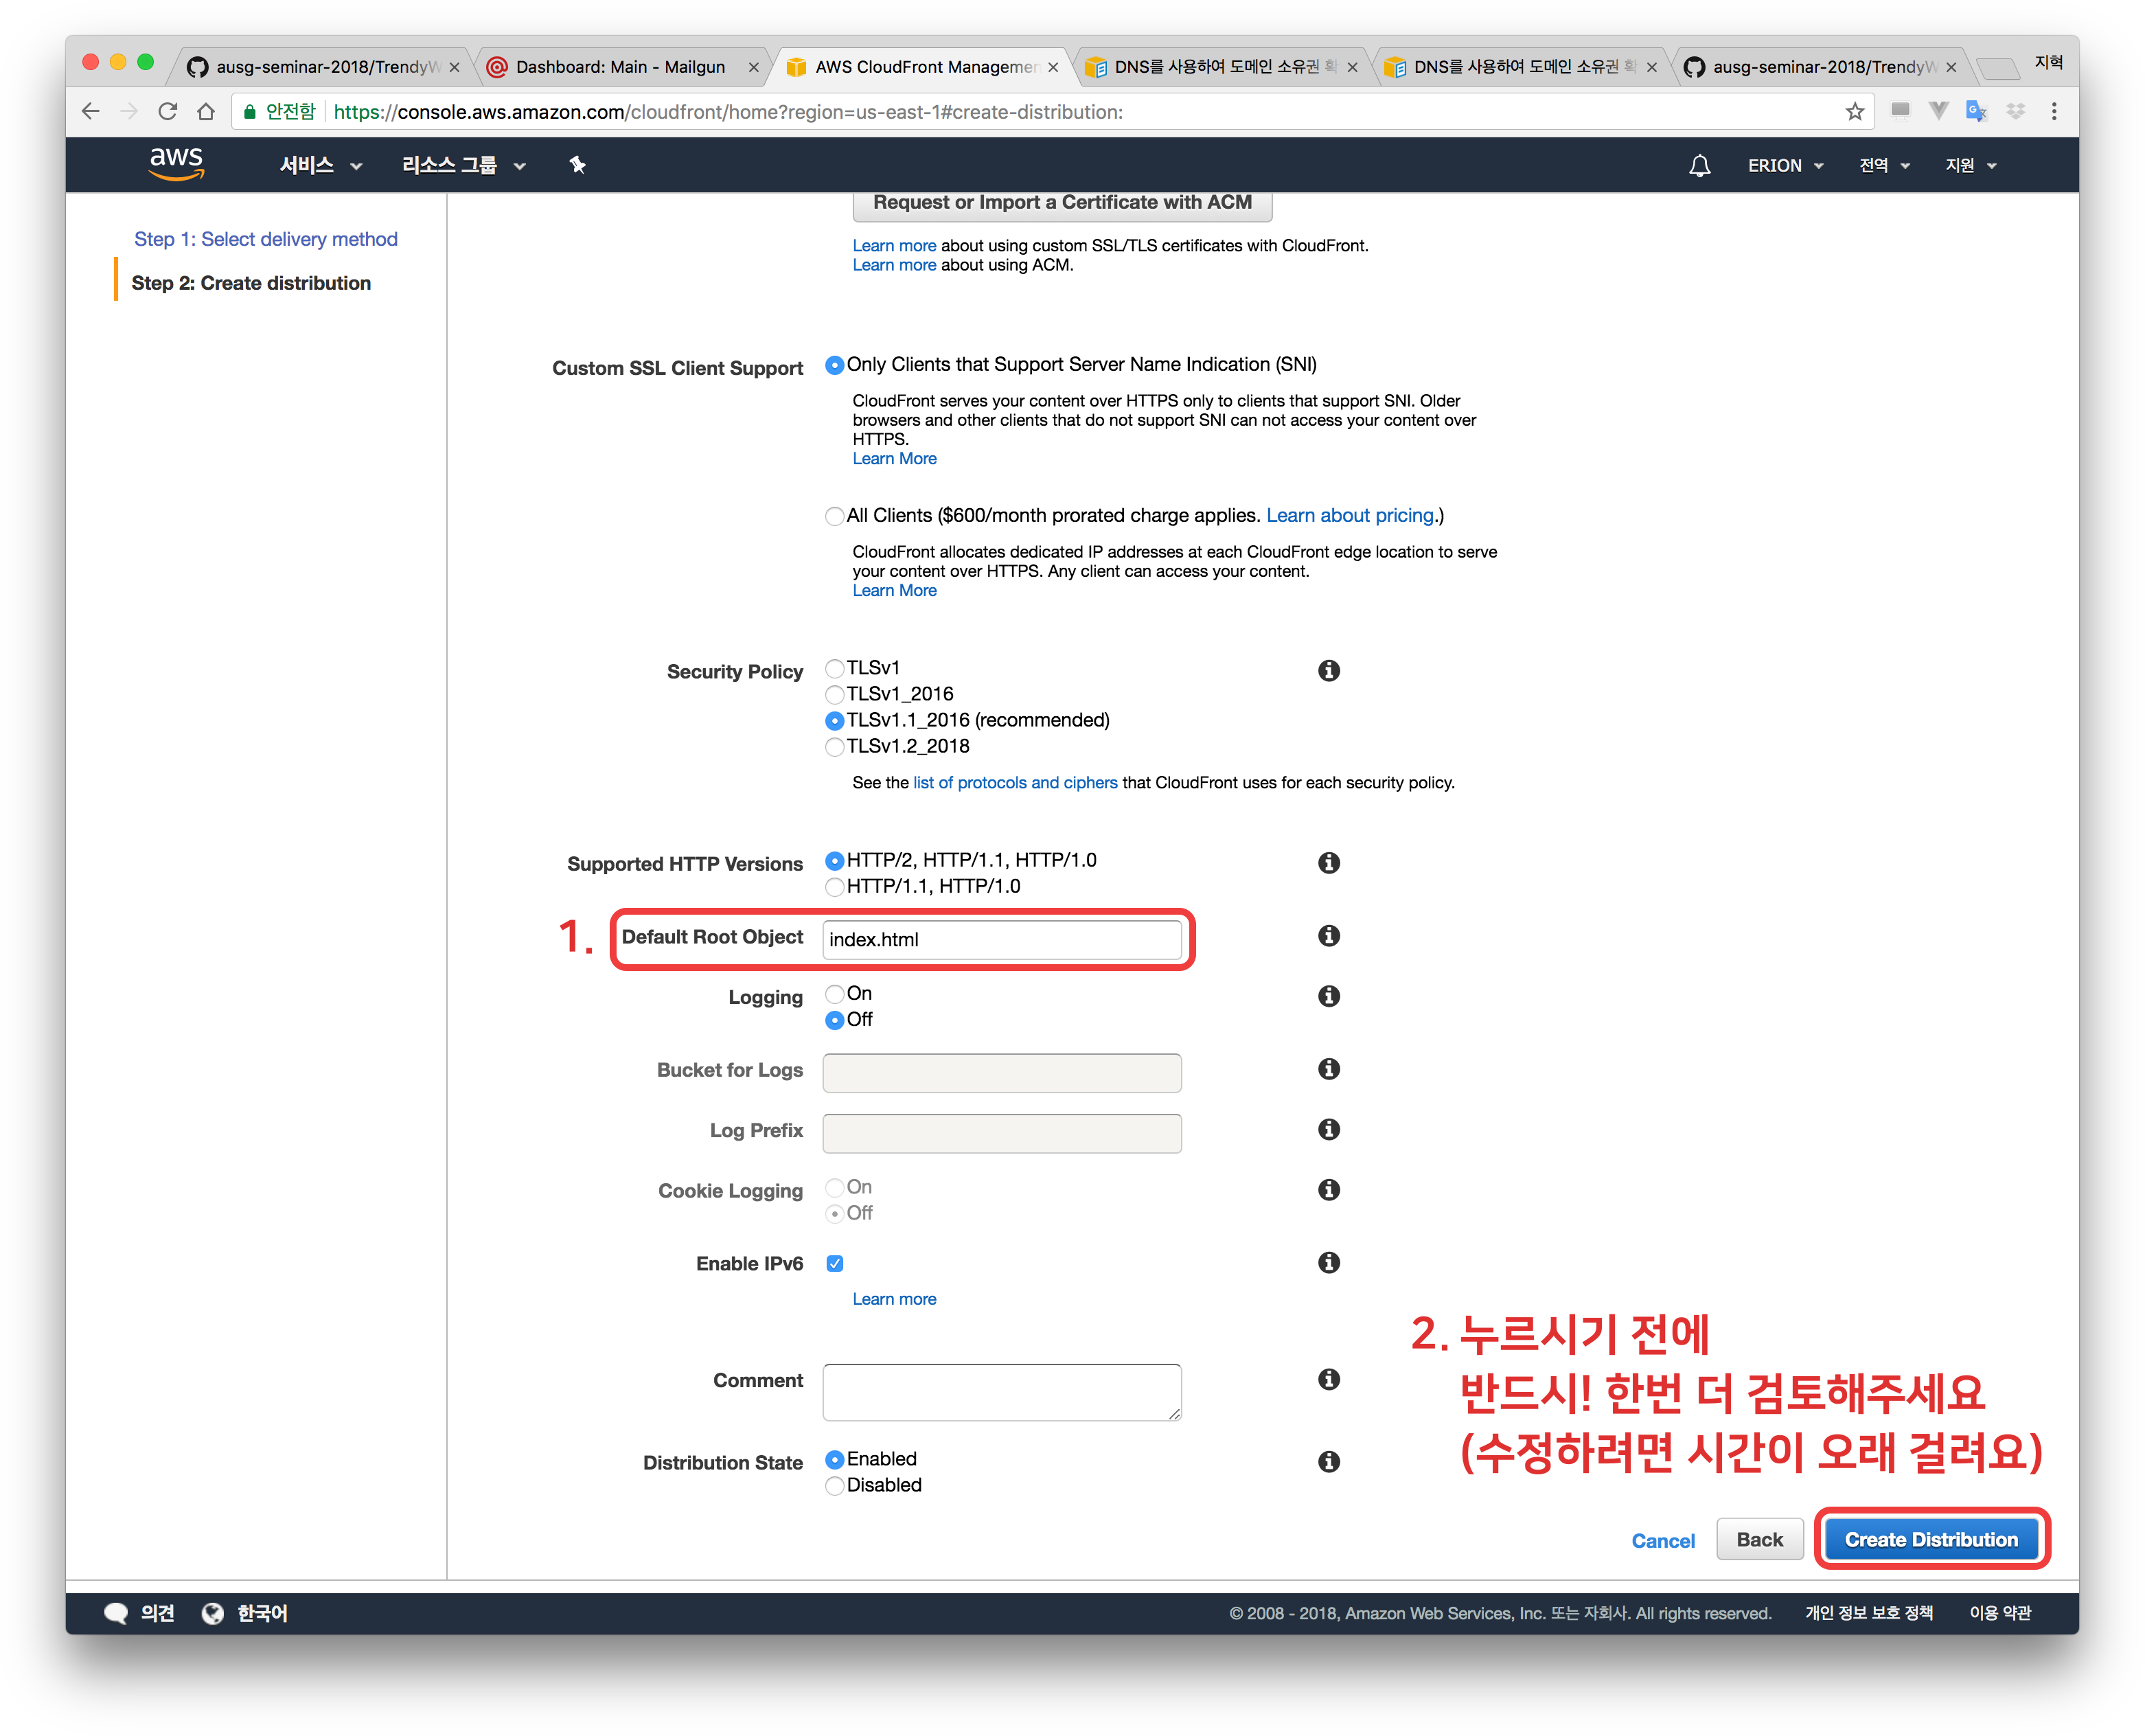 ausg-seminar-2018/TrendyW
Dashboard: Main - Mailgun
AWS CloudFront Managemen
DNS를 사용하여 도메인 소유권 확
DNS를 사용하여 도메인 소유권 확
ausg-seminar-2018/TrendyW
지혁
안전함
https://console.aws.amazon.com/cloudfront/home?region=us-east-1#create-distribution:
aws
서비스
리소스 그룹
ERION
전역
지원
Step 1: Select delivery method
Step 2: Create distribution
Request or Import a Certificate with ACM
Learn more about using custom SSL/TLS certificates with CloudFront.
Learn more about using ACM.
Custom SSL Client Support
Only Clients that Support Server Name Indication (SNI)
CloudFront serves your content over HTTPS only to clients that support SNI. Older
browsers and other clients that do not support SNI can not access your content over
HTTPS.
Learn More
All Clients ($600/month prorated charge applies. Learn about pricing.)
CloudFront allocates dedicated IP addresses at each CloudFront edge location to serve
your content over HTTPS. Any client can access your content.
Learn More
Security Policy
TLSv1
TLSv1_2016
TLSv1.1_2016 (recommended)
TLSv1.2_2018
See the list of protocols and ciphers that CloudFront uses for each security policy.
Supported HTTP Versions
HTTP/2, HTTP/1.1, HTTP/1.0
HTTP/1.1, HTTP/1.0
1.
Default Root Object
index.html
Logging
On
Off
Bucket for Logs
Log Prefix
Cookie Logging
On
Off
Enable IPv6
Learn more
Comment
2. 누르시기 전에
반드시! 한번 더 검토해주세요
(수정하려면 시간이 오래 걸려요)
Distribution State
Enabled
Disabled
Cancel
Back
Create Distribution
의견
한국어
© 2008 - 2018, Amazon Web Services, Inc. 또는 자회사. All rights reserved.
개인 정보 보호 정책
이용 약관